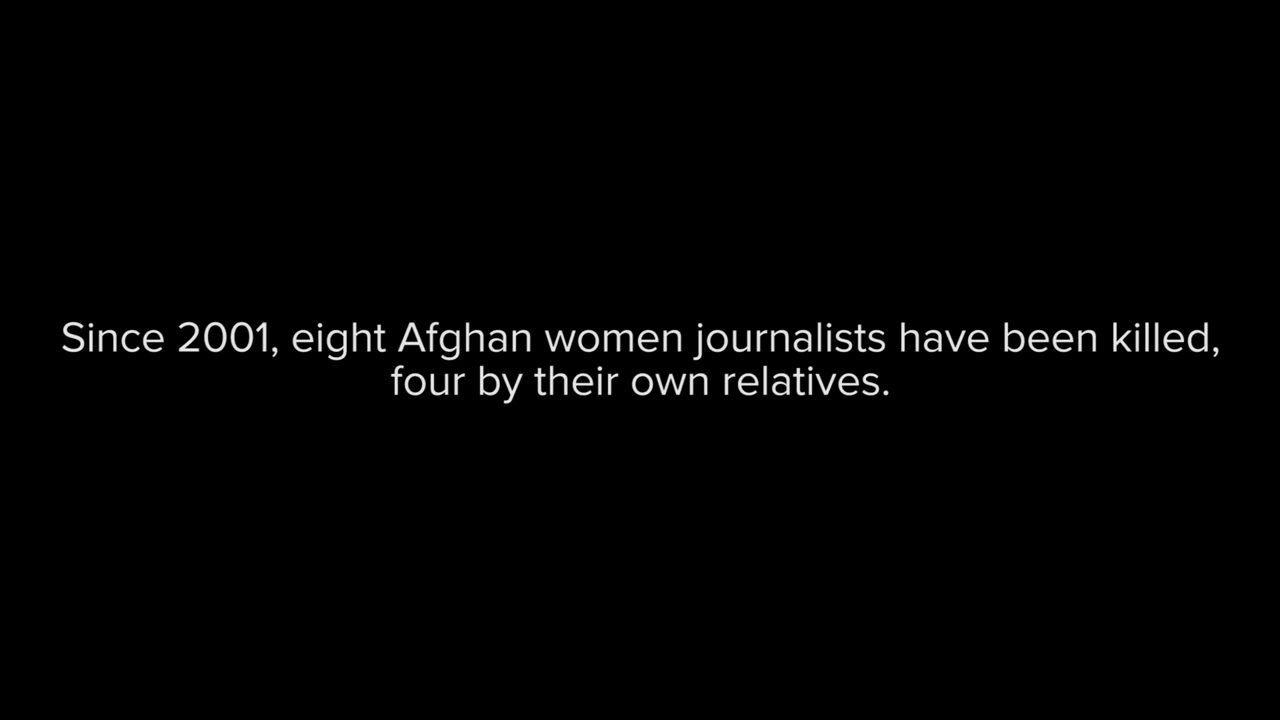 Since 2001, eight Afghan women journalists have been killed,
four by their own relatives.